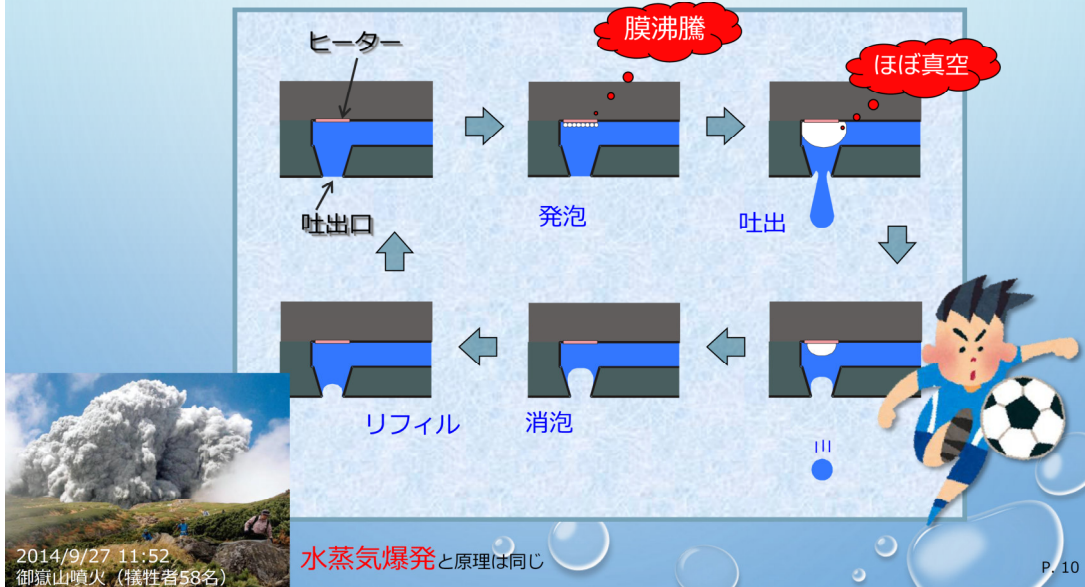 膜沸騰
ヒーター
ほぼ真空
吐出口
発泡
吐出
リフィル
消泡
2014/9/27 11:52
御嶽山噴火（犠牲者58名）
水蒸気爆発と原理は同じ
P. 10